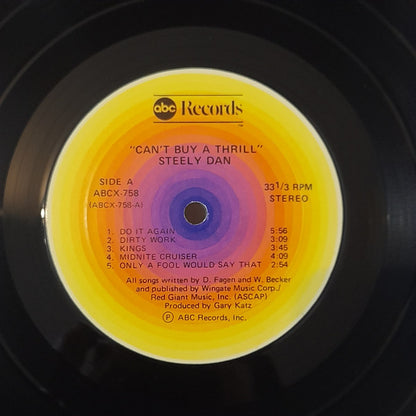 abc Records
TM
"CAN'T BUY A THRILL"
STEELY DAN
SIDE A
ABCX-758
(ABCX-758-A)
33 1/3 RPM
STEREO
1. DO IT AGAIN 5:56
2. DIRTY WORK 3:09
3. KINGS 3:45
4. MIDNITE CRUISER 4:09
5. ONLY A FOOL WOULD SAY THAT 2:54
All songs written by D. Fagen and W. Becker
and published by Wingate Music Corp./
Red Giant Music, Inc. (ASCAP)
Produced by Gary Katz
Ⓟ ABC Records, Inc.